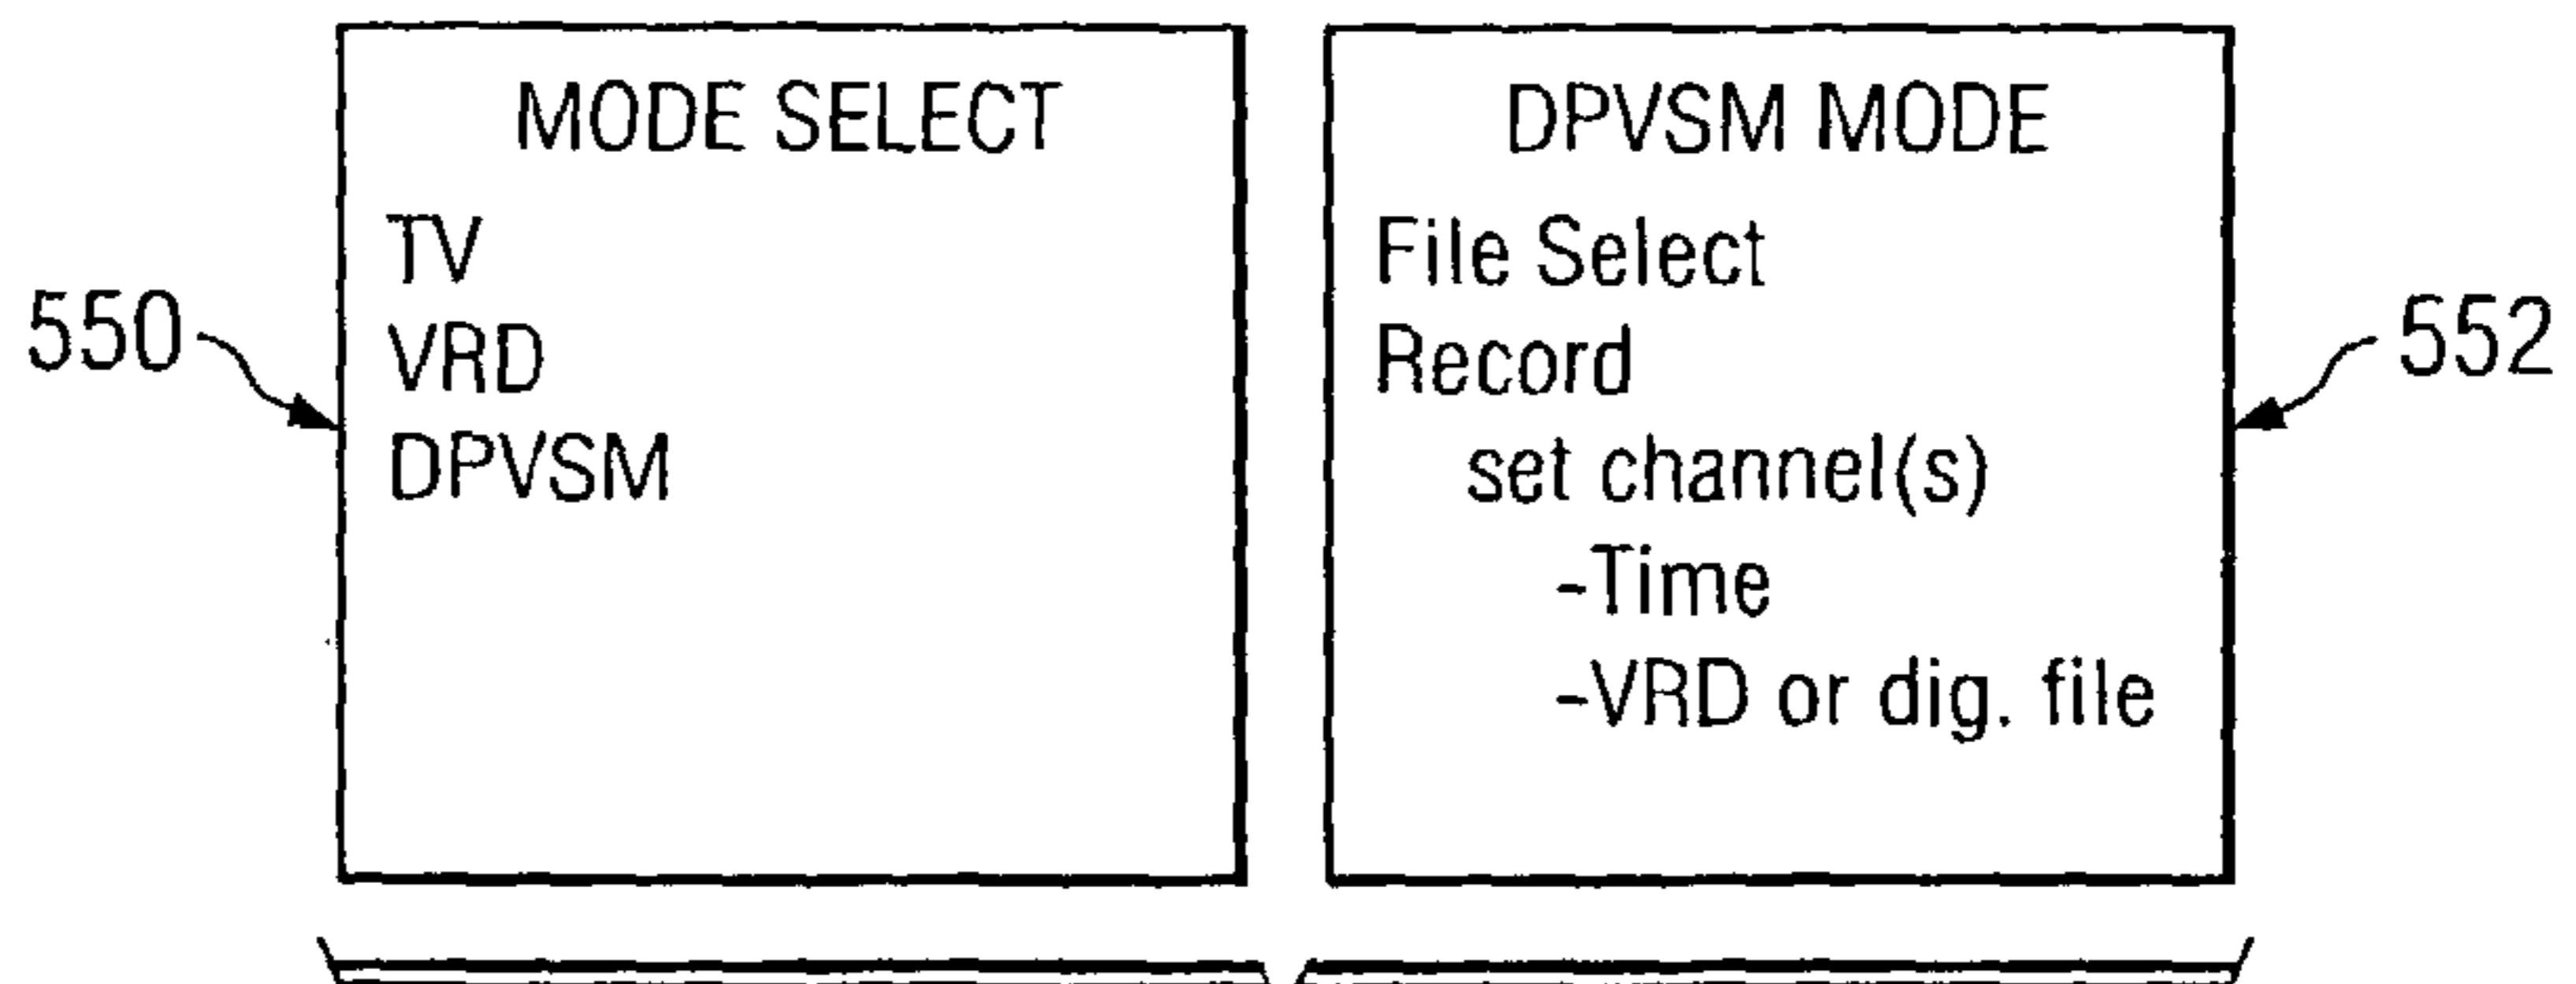 MODE SELECT
TV
VRD
DPVSM
550
DPVSM MODE
File Select
Record
set channel(s)
-Time
-VRD or dig. file
552